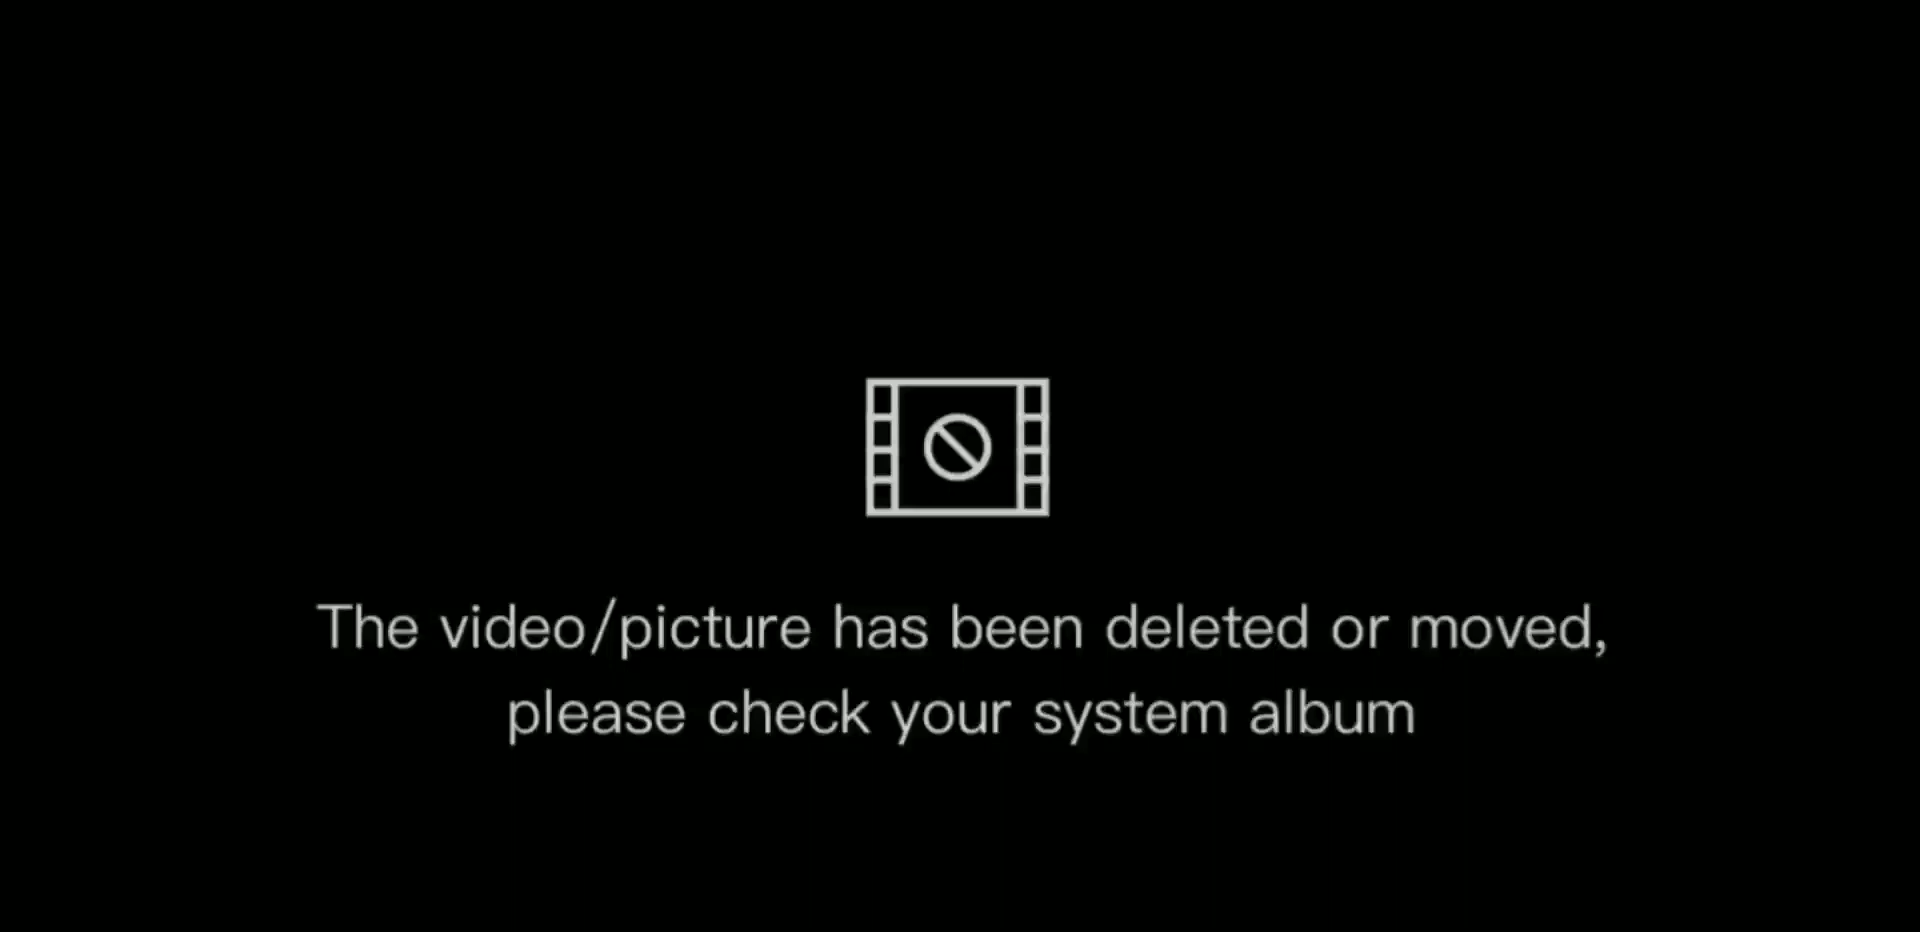 The video/picture has been deleted or moved,
please check your system album